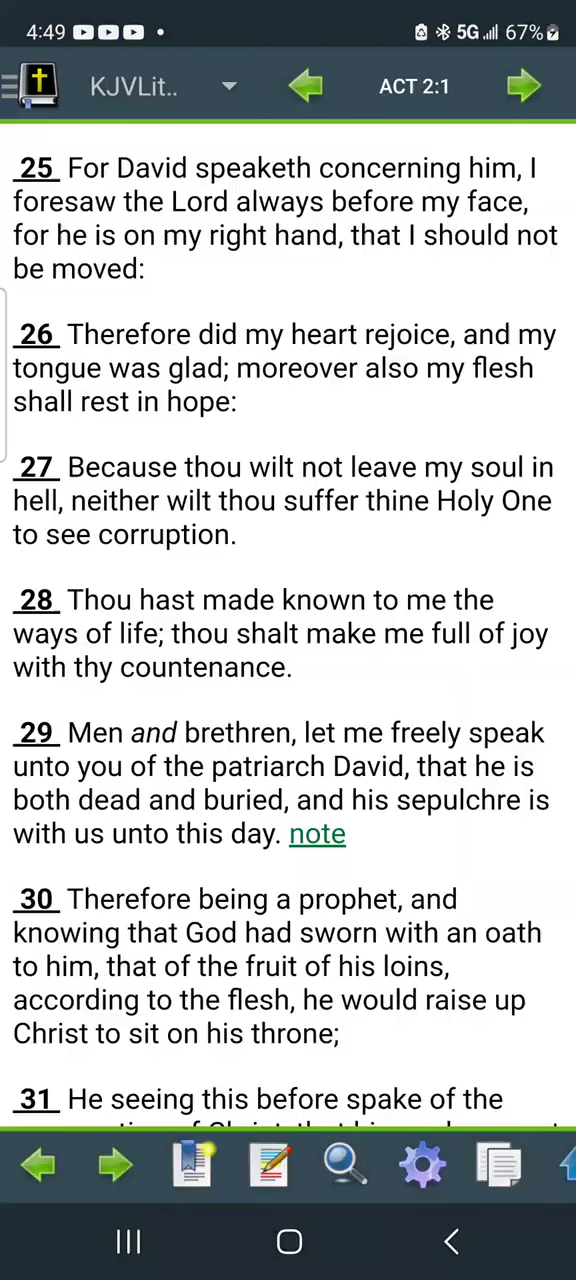 4:49
5G 67%
KJVLit..
ACT 2:1
25 For David speaketh concerning him, I
foresaw the Lord always before my face,
for he is on my right hand, that I should not
be moved:
26 Therefore did my heart rejoice, and my
tongue was glad; moreover also my flesh
shall rest in hope:
27 Because thou wilt not leave my soul in
hell, neither wilt thou suffer thine Holy One
to see corruption.
28 Thou hast made known to me the
ways of life; thou shalt make me full of joy
with thy countenance.
29 Men and brethren, let me freely speak
unto you of the patriarch David, that he is
both dead and buried, and his sepulchre is
with us unto this day. note
30 Therefore being a prophet, and
knowing that God had sworn with an oath
to him, that of the fruit of his loins,
according to the flesh, he would raise up
Christ to sit on his throne;
31 He seeing this before spake of the